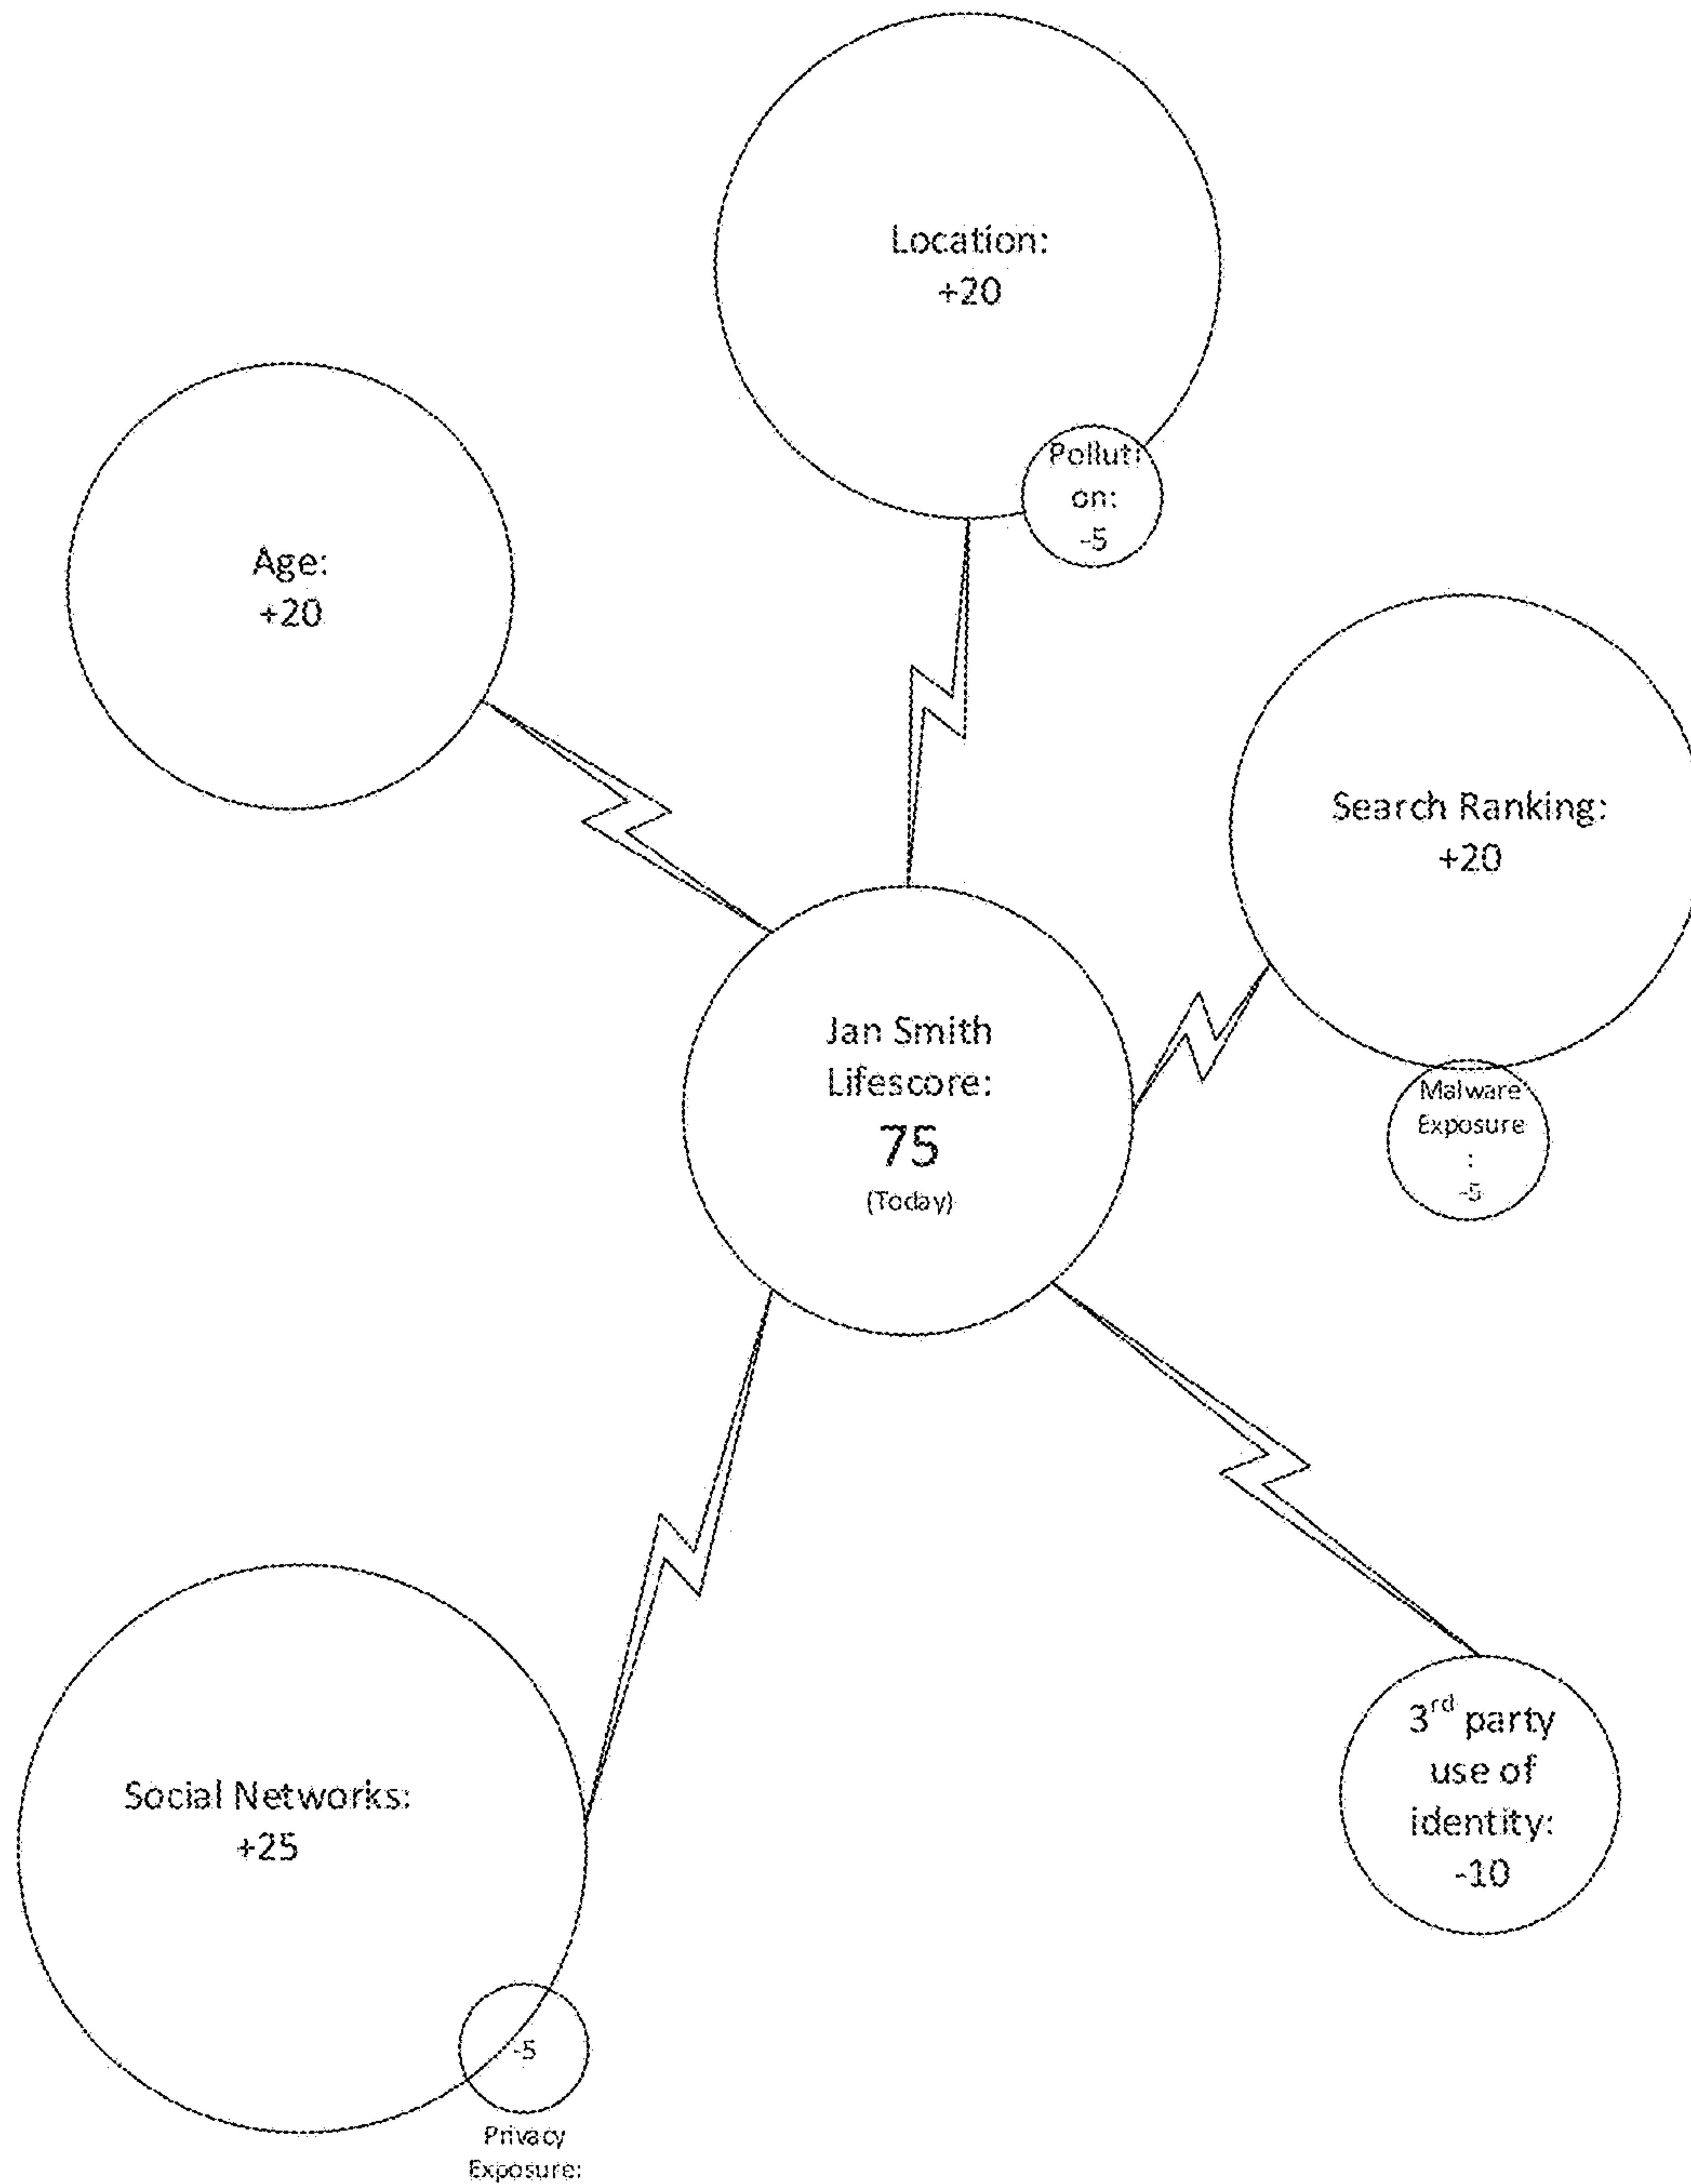 Location:
+20
Polluti
on:
-5
Age:
+20
Search Ranking:
+20
Malware
Exposure
:
-5
Jan Smith
Lifescore:
75
(Today)
Social Networks:
+25
-5
Privacy
Exposure:
3rd party
use of
identity:
-10